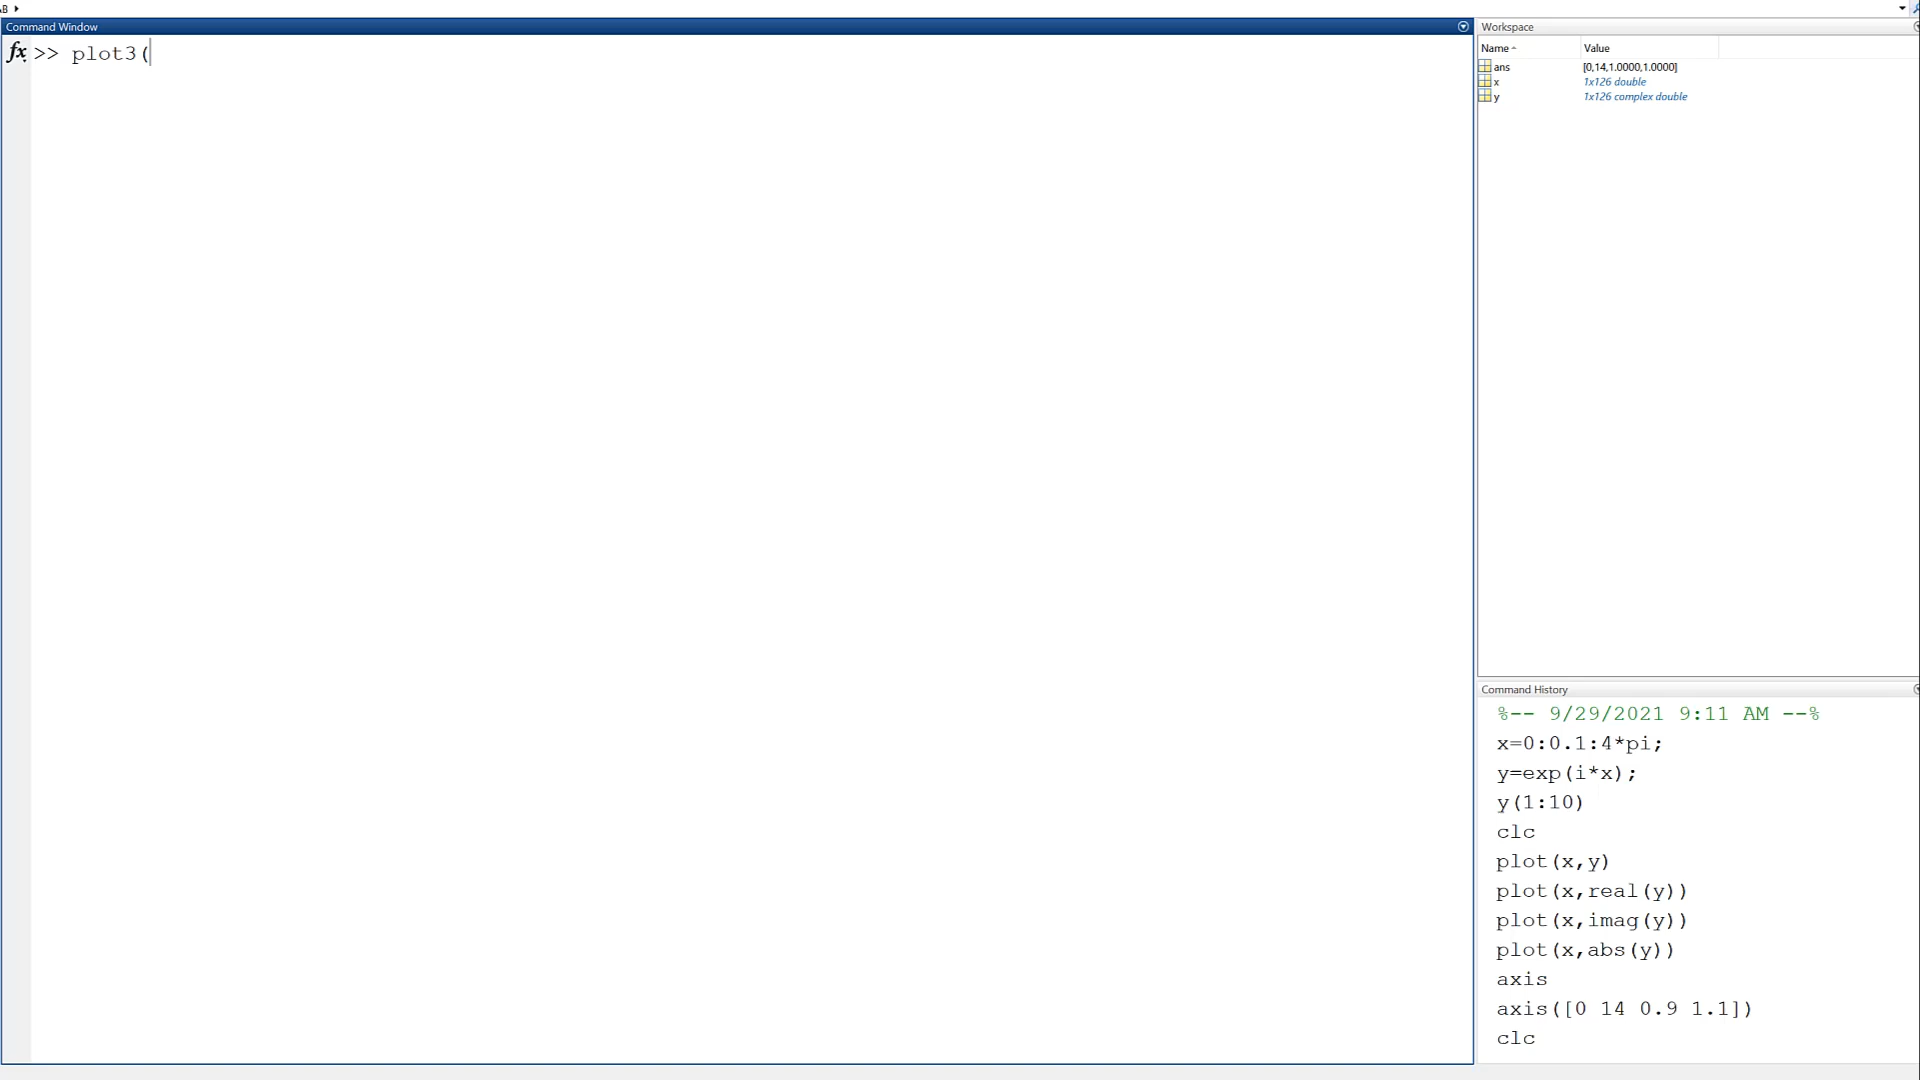 B
Command Window
fx >> plot3(
Workspace
Name Value
ans [0,14,1.0000,1.0000]
x 1x126 double
y 1x126 complex double
Command History
%-- 9/29/2021 9:11 AM --%
x=0:0.1:4*pi;
y=exp(i*x);
y(1:10)
clc
plot(x,y)
plot(x,real(y))
plot(x,imag(y))
plot(x,abs(y))
axis
axis([0 14 0.9 1.1])
clc